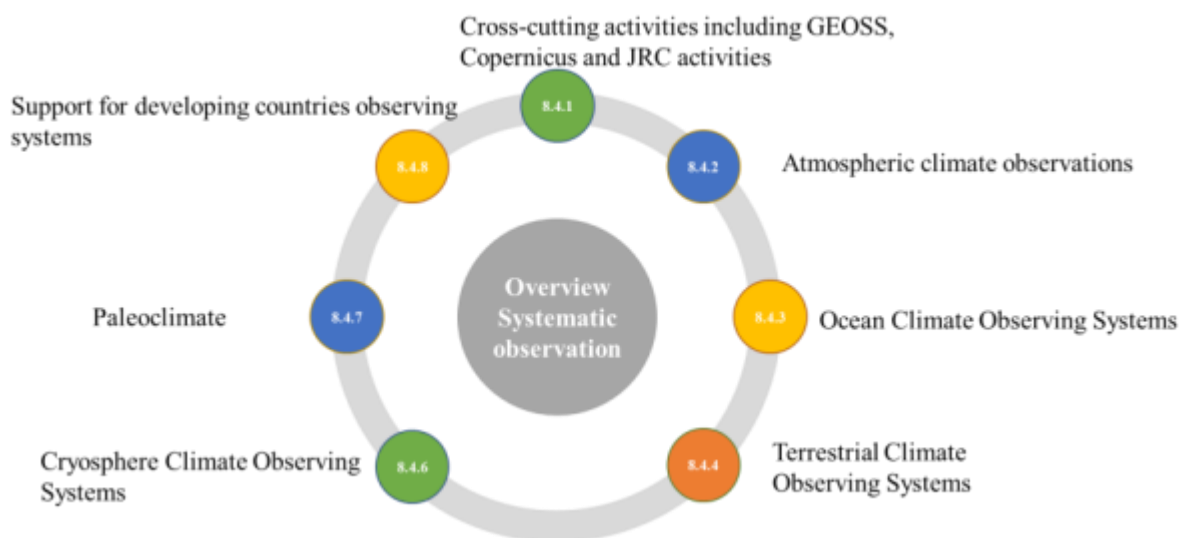 Cross-cutting activities including GEOSS,
Copernicus and JRC activities
8.4.1
Support for developing countries observing
systems
8.4.8
8.4.2
Atmospheric climate observations
Overview
Systematic
observation
Paleoclimate
8.4.7
8.4.3
Ocean Climate Observing Systems
Cryosphere Climate Observing
Systems
8.4.6
8.4.4
Terrestrial Climate
Observing Systems